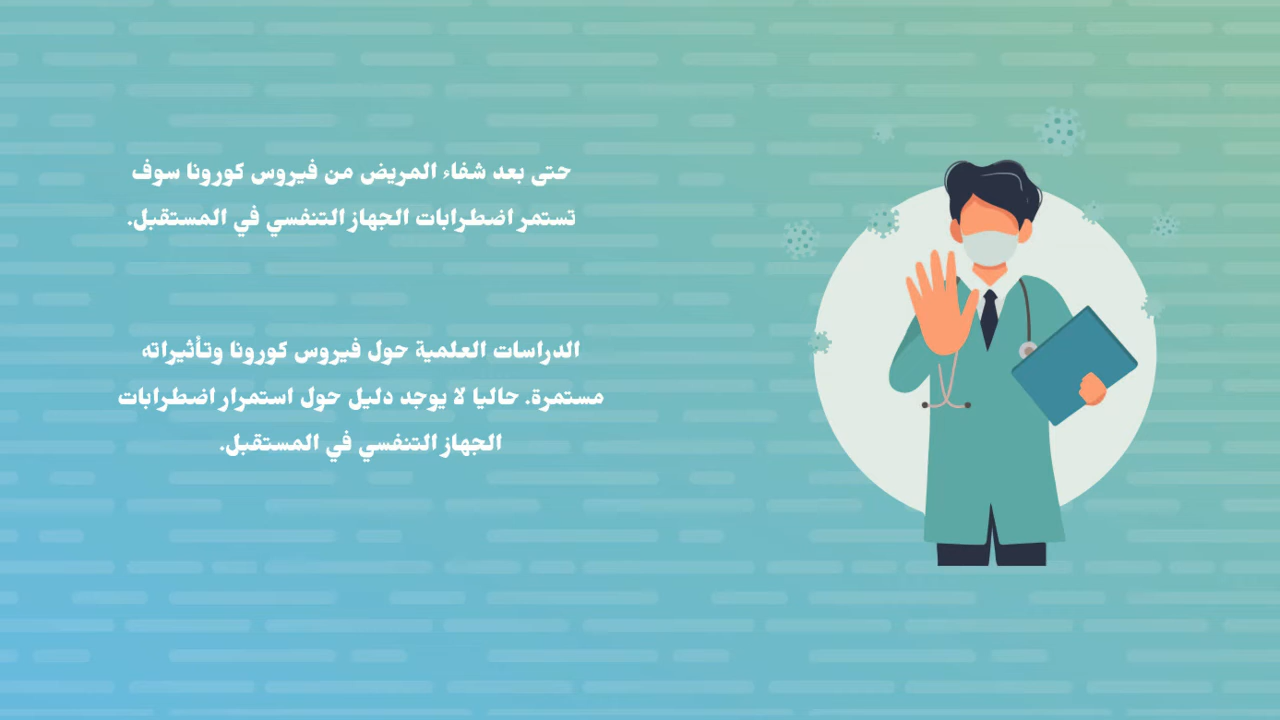 حتى بعد شفاء المريض من فيروس كورونا سوف
تستمر اضطرابات الجهاز التنفسي في المستقبل.
الدراسات العلمية حول فيروس كورونا وتأثيراته
مستمرة. حاليا لا يوجد دليل حول استمرار اضطرابات
الجهاز التنفسي في المستقبل.